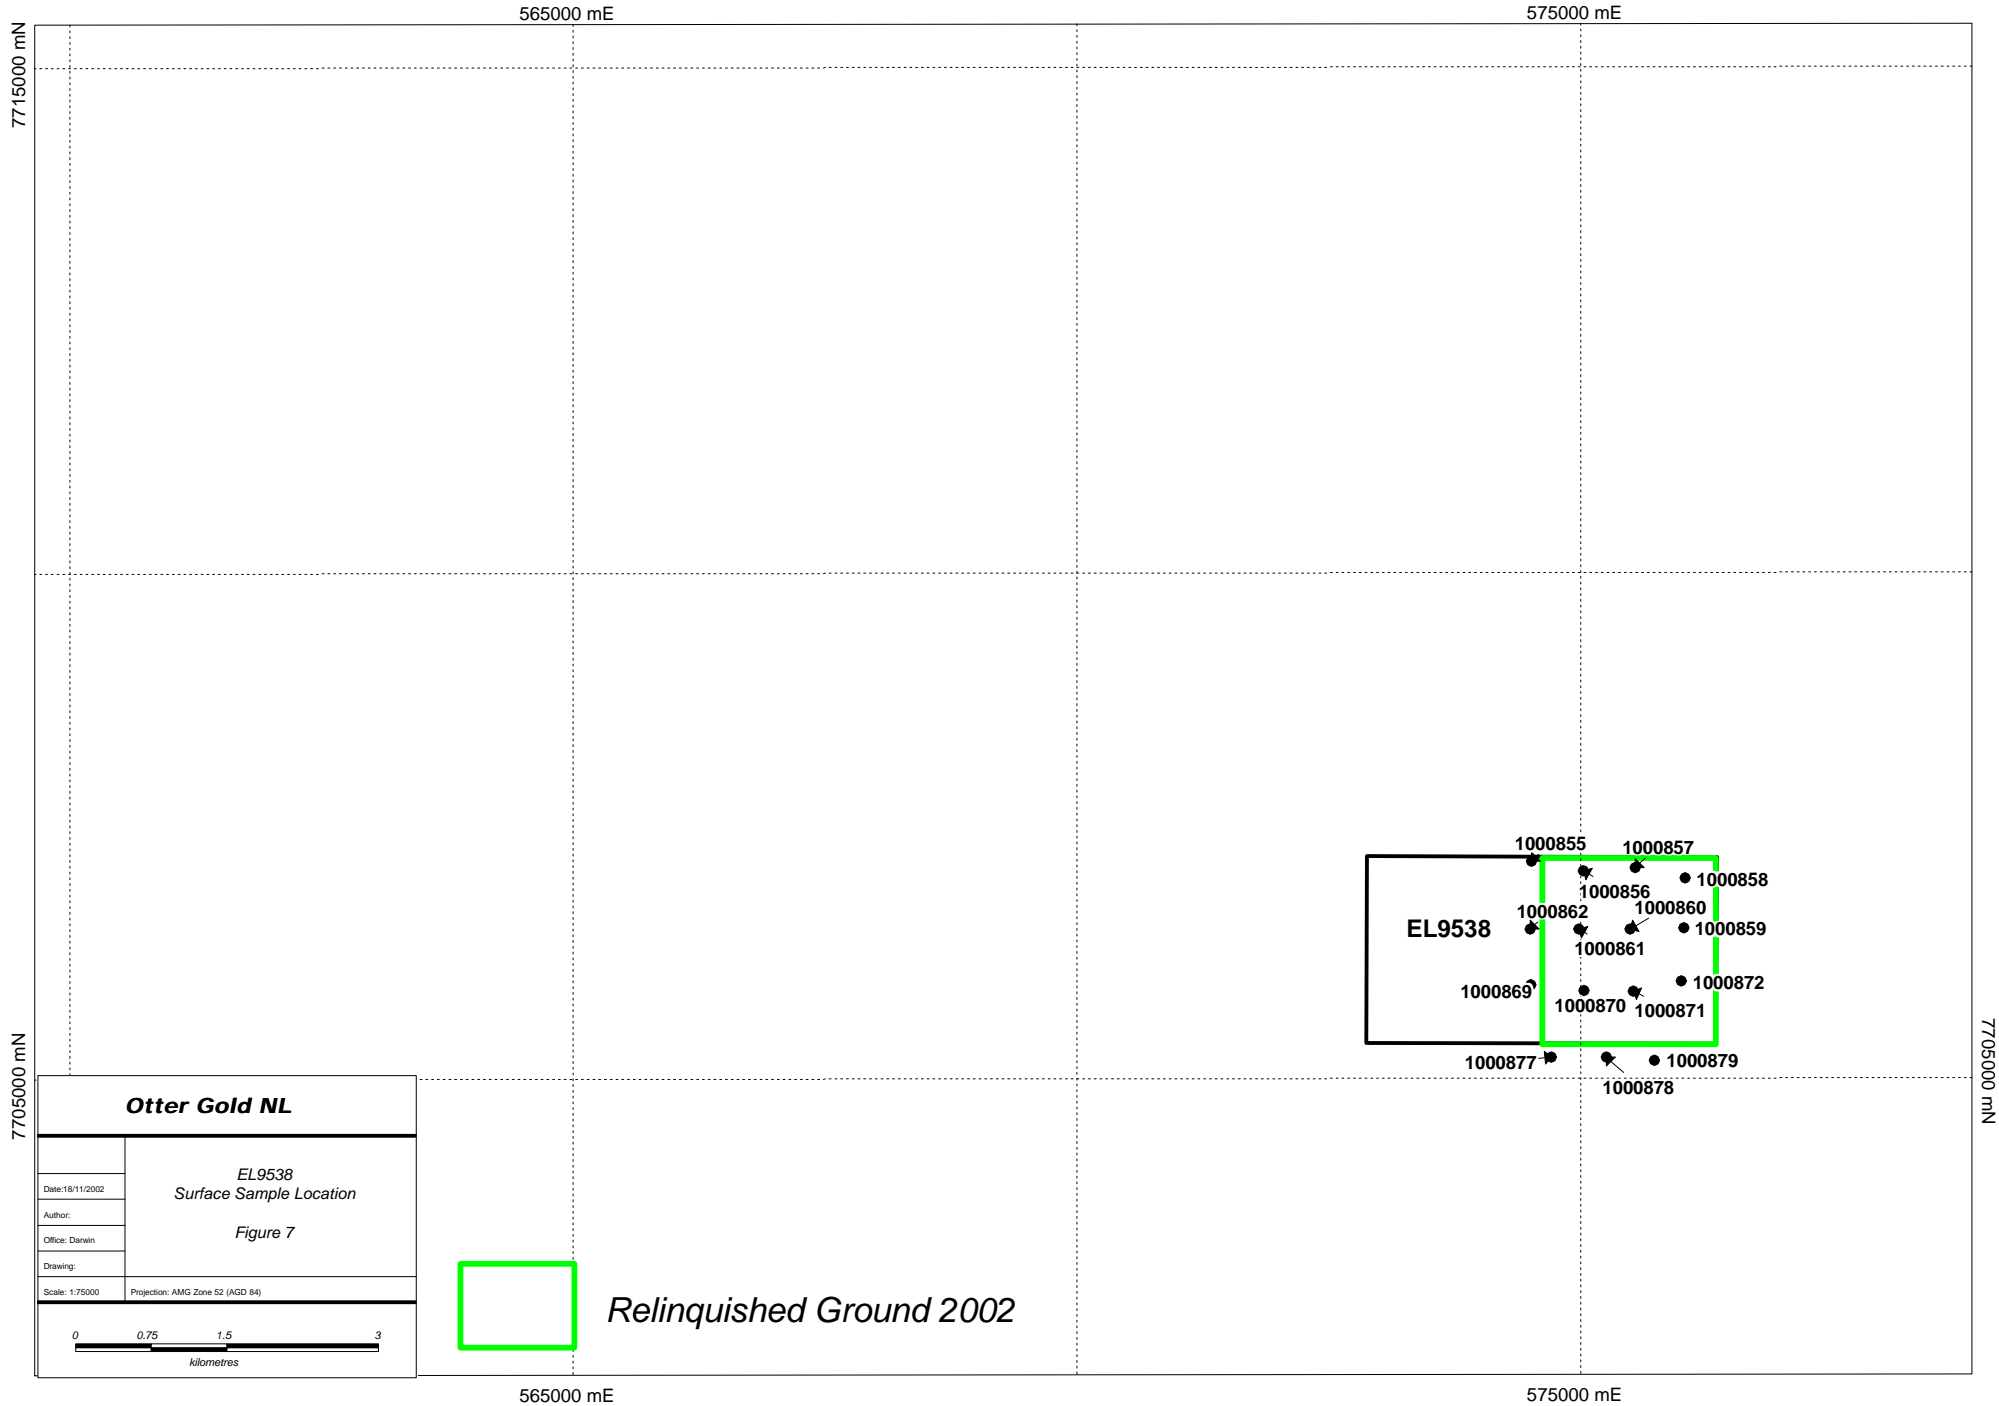 565000 mE
575000 mE
7715000 mN
1000855
1000857
1000858
1000856
1000862
1000860
EL9538
1000859
1000861
1000869
1000872
1000870
1000871
1000877
1000879
1000878
7705000 mN
7705000 mN
Otter Gold NL
EL9538
Surface Sample Location
Figure 7
Date:18/11/2002
Author:
Office: Darwin
Drawing:
Scale: 1:75000
Projection: AMG Zone 52 (AGD 84)
0 0.75 1.5 3
kilometres
Relinquished Ground 2002
565000 mE
575000 mE